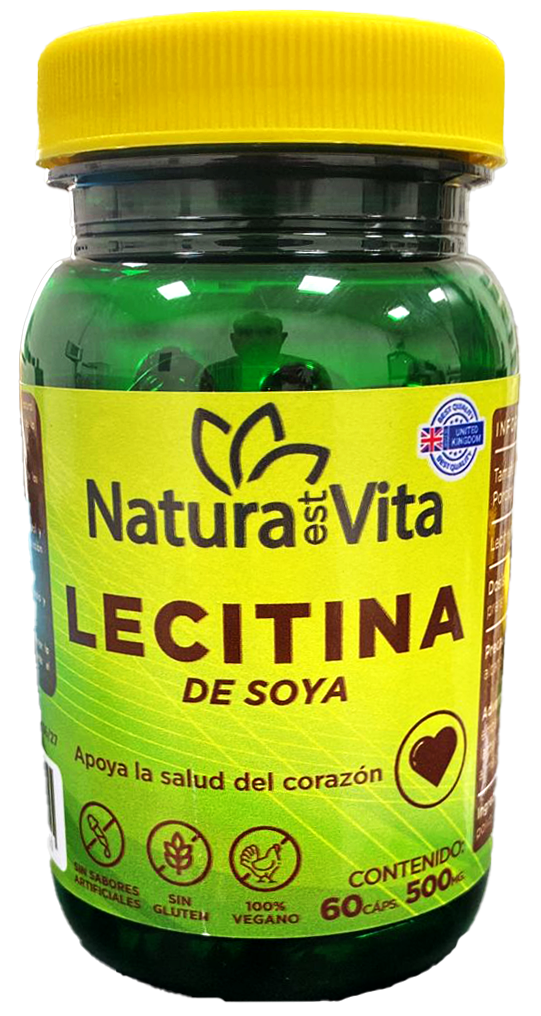 BEST QUALITY
UNITED
KINGDOM
BEST QUALITY
Natura est Vita
LECITINA
DE SOYA
Apoya la salud del corazón
SIN SABORES
ARTIFICIALES
SIN
GLUTEN
100%
VEGANO
CONTENIDO:
60 CÁPS. 500MG.